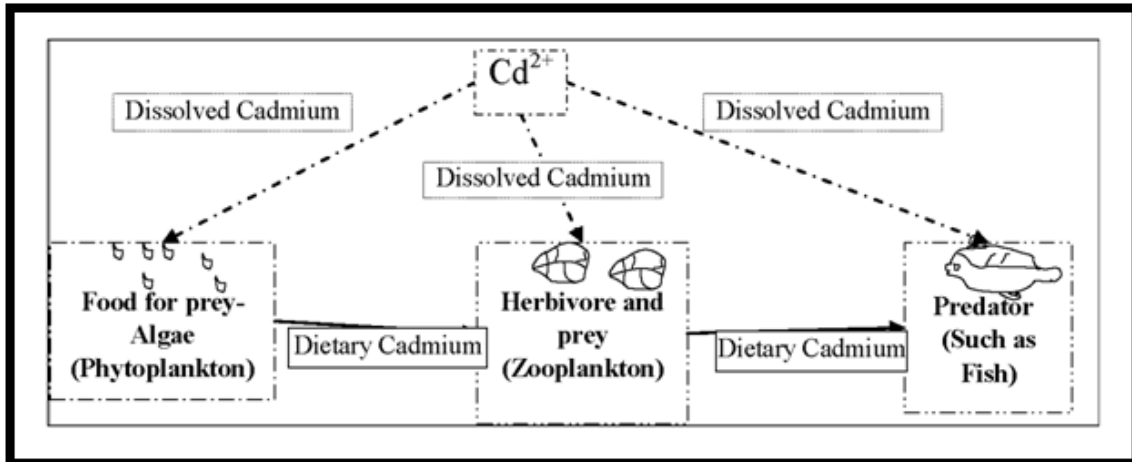 Cd²⁺
Dissolved Cadmium
Dissolved Cadmium
Dissolved Cadmium
Food for prey-
Algae
(Phytoplankton)
Dietary Cadmium
Herbivore and
prey
(Zooplankton)
Dietary Cadmium
Predator
(Such as
Fish)